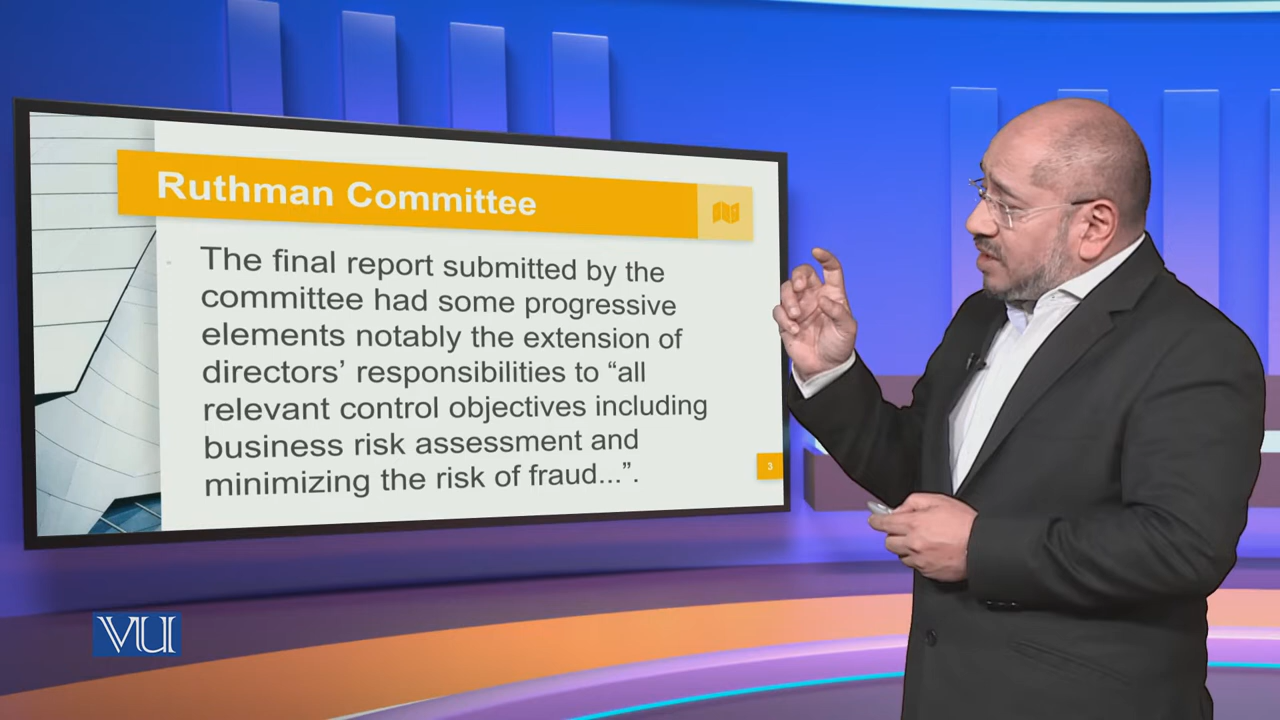 Ruthman Committee
The final report submitted by the
committee had some progressive
elements notably the extension of
directors’ responsibilities to “all
relevant control objectives including
business risk assessment and
minimizing the risk of fraud...”.
3
VU